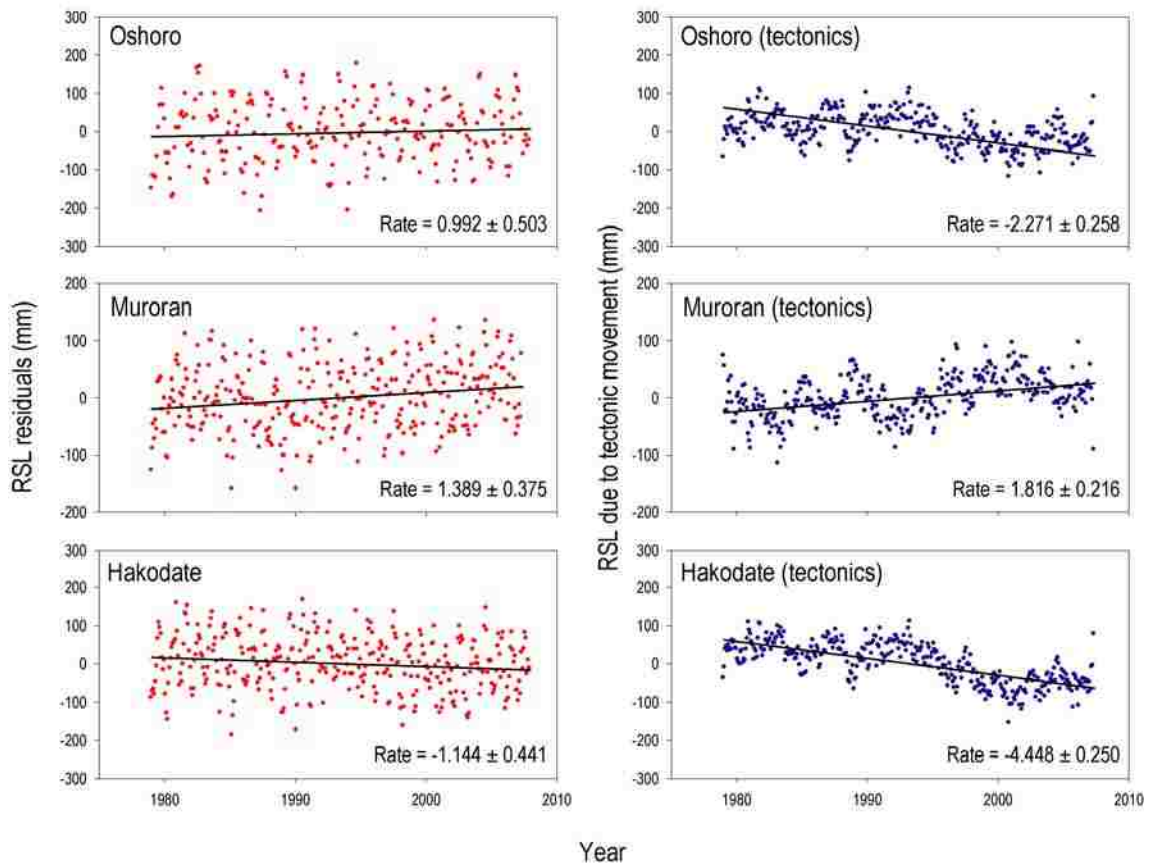 RSL residuals (mm)
300
200
100
0
-100
-200
-300
Oshoro
Rate = 0.992 ± 0.503
200
100
0
-100
-200
Muroran
Rate = 1.389 ± 0.375
300
200
100
0
-100
-200
-300
Hakodate
Rate = -1.144 ± 0.441
1980 1990 2000 2010
RSL due to tectonic movement (mm)
300
200
100
0
-100
-200
-300
Oshoro (tectonics)
Rate = -2.271 ± 0.258
200
100
0
-100
-200
Muroran (tectonics)
Rate = 1.816 ± 0.216
300
200
100
0
-100
-200
-300
Hakodate (tectonics)
Rate = -4.448 ± 0.250
1980 1990 2000 2010
Year